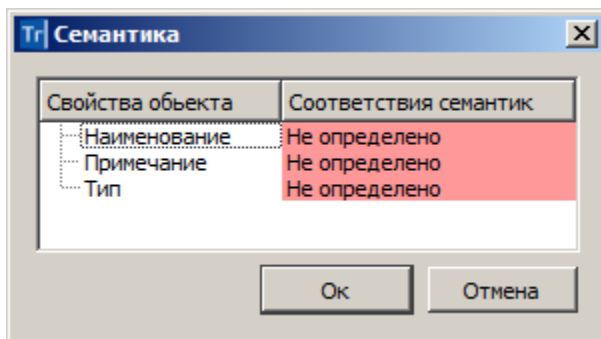 Tr Семантика
Свойства обьекта Соответствия семантик
Наименование Не определено
Примечание Не определено
Тип Не определено
Ок Отмена